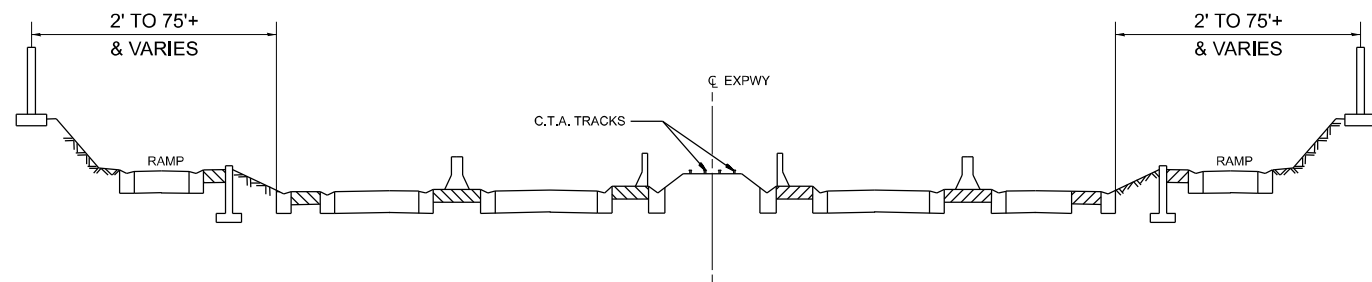 2' TO 75'+
& VARIES
2' TO 75'+
& VARIES
℄ EXPWY
C.T.A. TRACKS
RAMP
RAMP